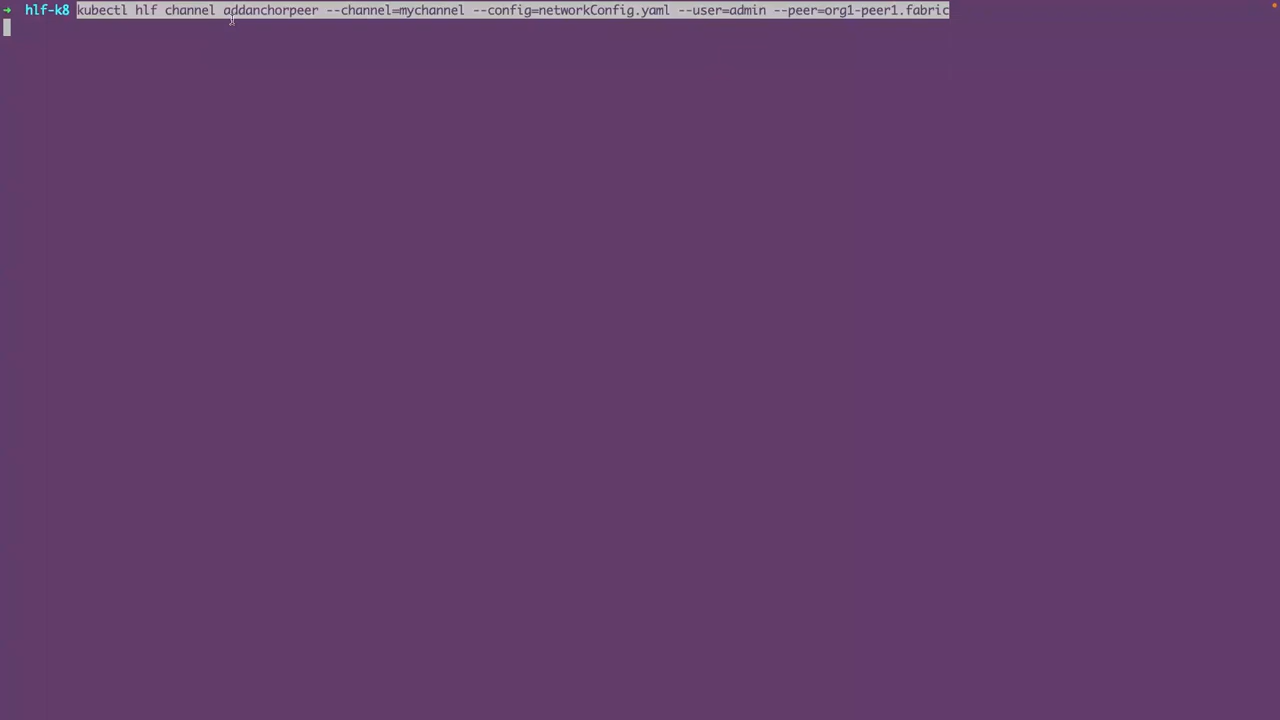 ➜ hlf-k8 kubectl hlf channel addanchorpeer --channel=mychannel --config=networkConfig.yaml --user=admin --peer=org1-peer1.fabric